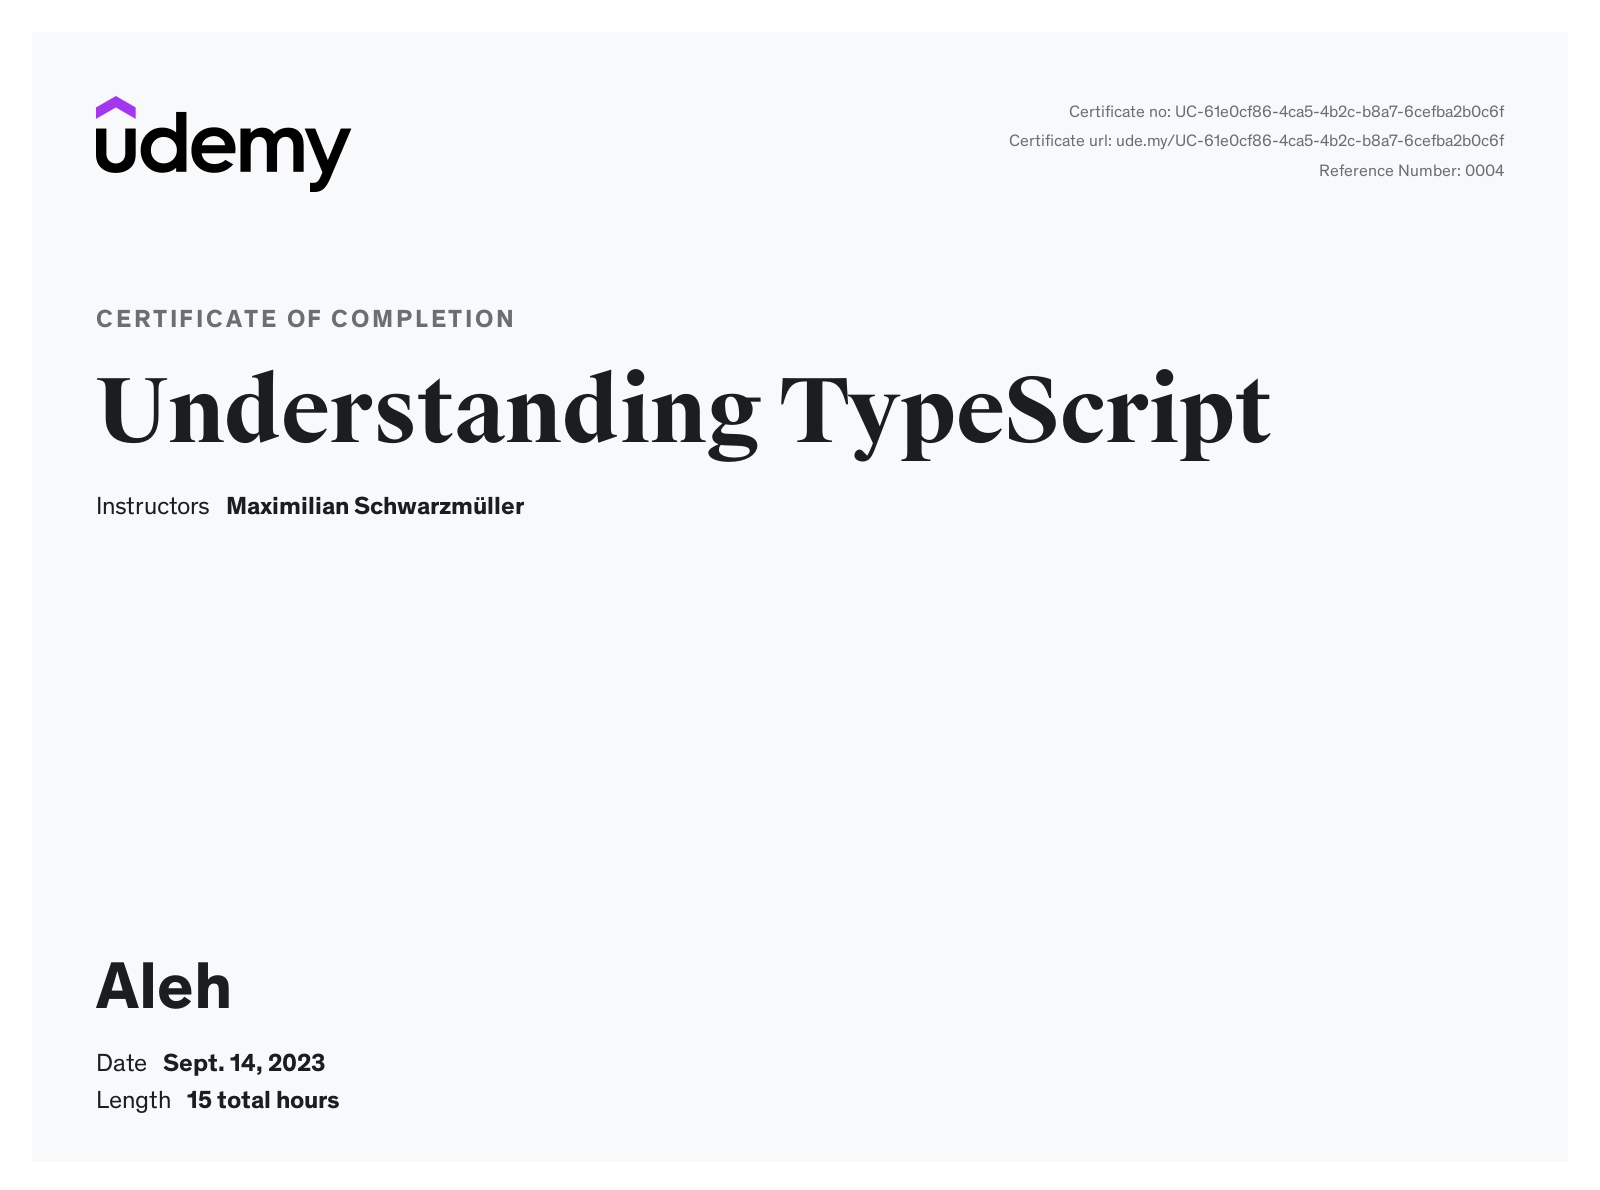 udemy
Certificate no: UC-61e0cf86-4ca5-4b2c-b8a7-6cefba2b0c6f
Certificate url: ude.my/UC-61e0cf86-4ca5-4b2c-b8a7-6cefba2b0c6f
Reference Number: 0004
CERTIFICATE OF COMPLETION
Understanding TypeScript
Instructors Maximilian Schwarzmüller
Aleh
Date Sept. 14, 2023
Length 15 total hours